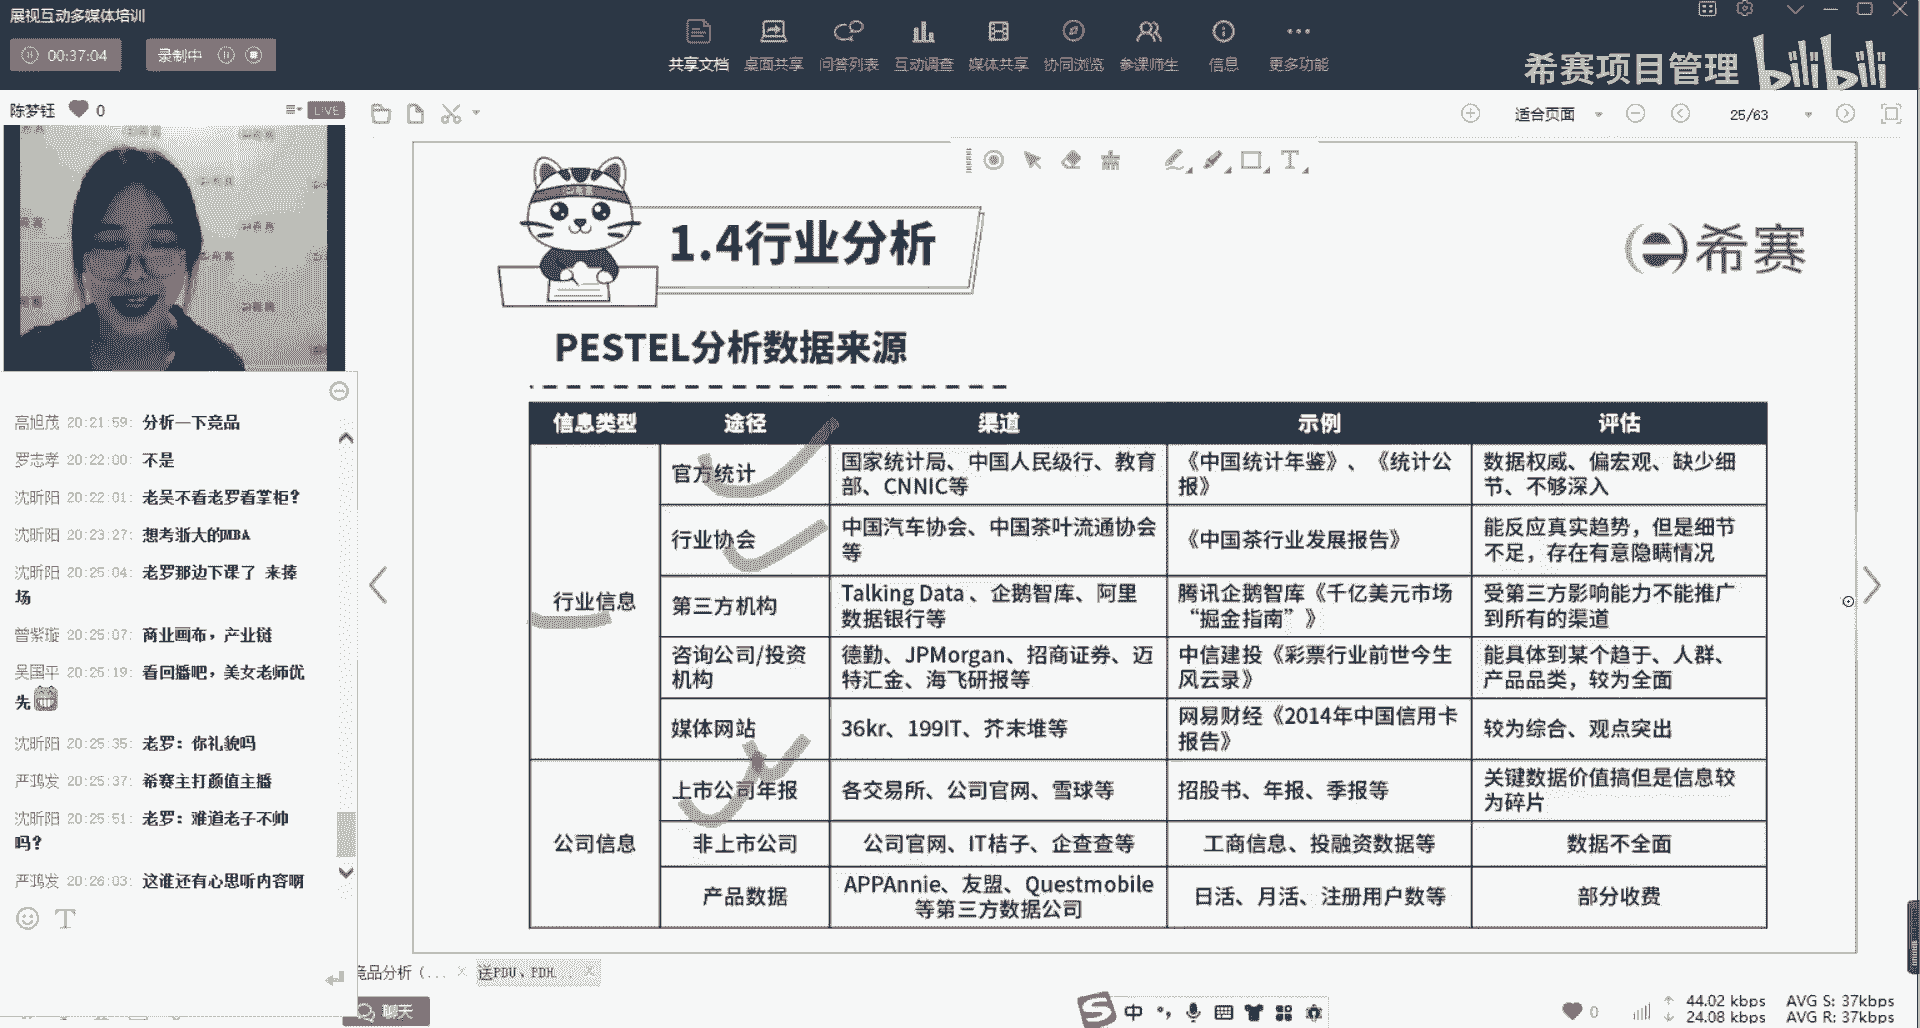 展视互动多媒体培训
00:37:04
录制中
共享文档
桌面共享
问答列表
互动调查
媒体共享
协同浏览
参课师生
信息
更多功能
希赛项目管理
bilibili
陈梦钰
0
LIVE
适合页面
25/63
高旭茂 20:21:59: 分析一下竞品
罗志孝 20:22:00: 不是
沈昕阳 20:22:01: 老吴不看老罗看掌柜?
沈昕阳 20:23:27: 想考浙大的MBA
沈昕阳 20:25:04: 老罗那边下课了 来捧
场
曾紫璇 20:25:07: 商业画布,产业链
吴国平 20:25:19: 看回播吧,美女老师优
先
沈昕阳 20:25:35: 老罗:你礼貌吗
严鸿发 20:25:37: 希赛主打颜值主播
沈昕阳 20:25:51: 老罗:难道老子不帅
吗?
严鸿发 20:26:03: 这谁还有心思听内容啊
T
聊天
1.4行业分析
希赛
PESTEL分析数据来源
信息类型
途径
渠道
示例
评估
行业信息
官方统计
国家统计局、中国人民级行、教育
部、CNNIC等
《中国统计年鉴》、《统计公
报》
数据权威、偏宏观、缺少细
节、不够深入
行业协会
中国汽车协会、中国茶叶流通协会
等
《中国茶行业发展报告》
能反应真实趋势,但是细节
不足,存在有意隐瞒情况
第三方机构
Talking Data 、企鹅智库、阿里
数据银行等
腾讯企鹅智库《千亿美元市场
“掘金指南”》
受第三方影响能力不能推广
到所有的渠道
咨询公司/投资
机构
德勤、JPMorgan、招商证券、迈
特汇金、海飞研报等
中信建投《彩票行业前世今生
风云录》
能具体到某个趋于、人群、
产品品类,较为全面
媒体网站
36kr、199IT、芥末堆等
网易财经《2014年中国信用卡
报告》
较为综合、观点突出
公司信息
上市公司年报
各交易所、公司官网、雪球等
招股书、年报、季报等
关键数据价值搞但是信息较
为碎片
非上市公司
公司官网、IT桔子、企查查等
工商信息、投融资数据等
数据不全面
产品数据
APPAnnie、友盟、Questmobile
等第三方数据公司
日活、月活、注册用户数等
部分收费
竞品分析(...
送PDU、PDH.
中
0
44.02 kbps AVG S: 37kbps
24.08 kbps AVG R: 37kbps